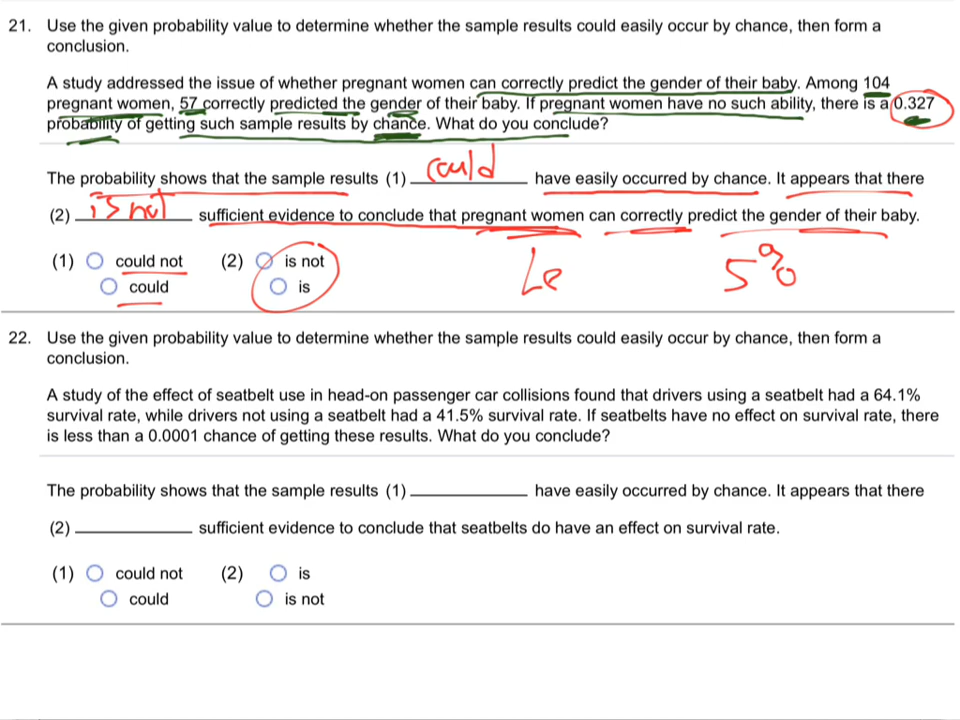 21. Use the given probability value to determine whether the sample results could easily occur by chance, then form a
conclusion.
A study addressed the issue of whether pregnant women can correctly predict the gender of their baby. Among 104
pregnant women, 57 correctly predicted the gender of their baby. If pregnant women have no such ability, there is a 0.327
probability of getting such sample results by chance. What do you conclude?
The probability shows that the sample results (1) could have easily occurred by chance. It appears that there
(2) is not sufficient evidence to conclude that pregnant women can correctly predict the gender of their baby.
(1) could not (2) is not
could is
Le 5%
22. Use the given probability value to determine whether the sample results could easily occur by chance, then form a
conclusion.
A study of the effect of seatbelt use in head-on passenger car collisions found that drivers using a seatbelt had a 64.1%
survival rate, while drivers not using a seatbelt had a 41.5% survival rate. If seatbelts have no effect on survival rate, there
is less than a 0.0001 chance of getting these results. What do you conclude?
The probability shows that the sample results (1) have easily occurred by chance. It appears that there
(2) sufficient evidence to conclude that seatbelts do have an effect on survival rate.
(1) could not (2) is
could is not